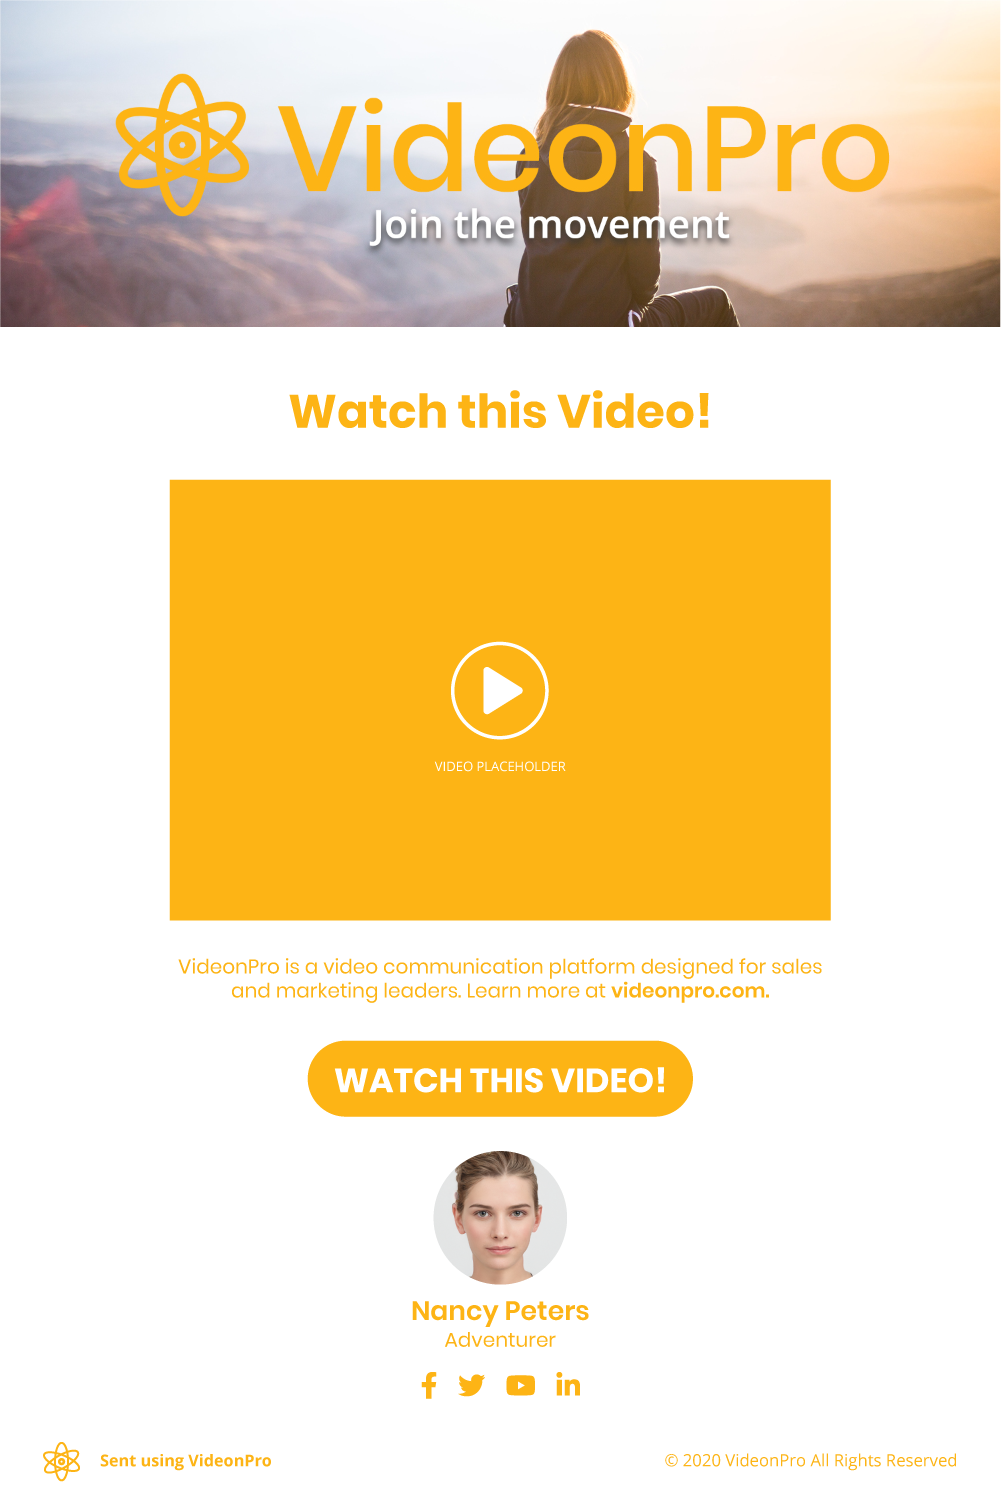 VideonPro
Join the movement
Watch this Video!
VIDEO PLACEHOLDER
VideonPro is a video communication platform designed for sales
and marketing leaders. Learn more at videonpro.com.
WATCH THIS VIDEO!
Nancy Peters
Adventurer
Sent using VideonPro
© 2020 VideonPro All Rights Reserved